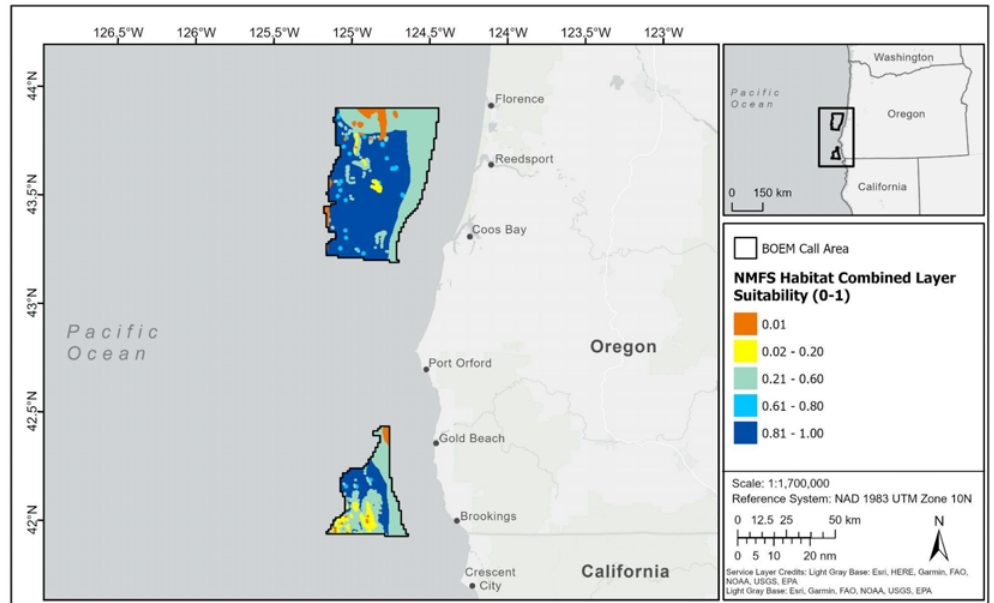 126,5°W 126°W 125,5°W 125°W 124,5°W 124°W 123,5°W 123°W
44°N
43,5°N
43°N
42,5°N
42°N
Florence
Reedsport
Coos Bay
Pacific
Ocean
Oregon
Port Orford
Gold Beach
Brookings
Crescent
City
California
Washington
Pacific
Ocean
Oregon
California
0 150 km
BOEM Call Area
NMFS Habitat Combined Layer
Suitability (0-1)
0.01
0.02 - 0.20
0.21 - 0.60
0.61 - 0.80
0.81 - 1.00
Scale: 1:1,700,000
Reference System: NAD 1983 UTM Zone 10N
0 12.5 25 50 km
0 5 10 20 nm
N
Service Layer Credits: Light Gray Base: Esri, HERE, Garmin, FAO,
NOAA, USGS, EPA
Light Gray Base: Esri, Garmin, FAO, NOAA, USGS, EPA